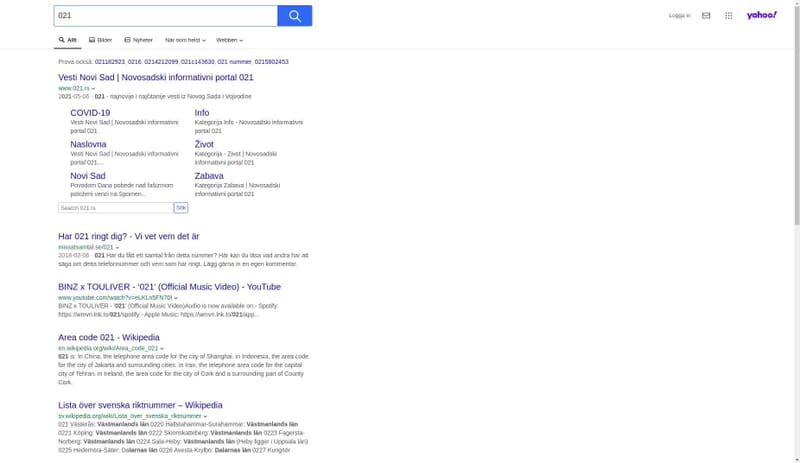 021
Logga in
yahoo!
Allt
Bilder
Nyheter
När som helst
Webben
Prova också: 021182923, 0216, 0214212099, 021c143630, 021 nummer, 0215802453
Vesti Novi Sad | Novosadski informativni portal 021
www.021.rs
2021-05-06 - 021 - najnovije i najčitanije vesti iz Novog Sada i Vojvodine
COVID-19
Vesti Novi Sad | Novosadski informativni
portal 021
Info
Kategorija Info - Novosadski informativni
portal 021
Naslovna
Vesti Novi Sad | Novosadski informativni
portal 021....
Život
Kategorija - Zivot | Novosadski
informativni portal 021
Novi Sad
Povodom Dana pobede nad fašizmom
položeni venci na Spomen...
Zabava
Kategorija Zabava | Novosadski
informativni portal 021
Search 021.rs
Sök
Har 021 ringt dig? - Vi vet vem det är
missatsamtal.se/021
2018-03-06 - 021 Har du fått ett samtal från detta nummer? Här kan du läsa vad andra har att
säga om detta telefonnummer och vem som har ringt. Lägg gärna in en egen kommentar.
BINZ x TOULIVER - '021' (Official Music Video) - YouTube
www.youtube.com/watch?v=eLKLo5FN70I
BINZ x TOULIVER - '021' (Official Music Video)Audio is now available on:- Spotify:
https://wmvn.lnk.to/021/spotify - Apple Music: https://wmvn.lnk.to/021/app...
Area code 021 - Wikipedia
en.wikipedia.org/wiki/Area_code_021
021 is: in China, the telephone area code for the city of Shanghai. in Indonesia, the area code
for the city of Jakarta and surrounding cities. in Iran, the telephone area code for the capital
city of Tehran. in Ireland, the area code for the city of Cork and a surrounding part of County
Cork.
Lista över svenska riktnummer – Wikipedia
sv.wikipedia.org/wiki/Lista_över_svenska_riktnummer
021 Västerås: Västmanlands län 0220 Hallstahammar-Surahammar: Västmanlands län
0221 Köping: Västmanlands län 0222 Skinnskatteberg: Västmanlands län 0223 Fagersta-
Norberg: Västmanlands län 0224 Sala-Heby: Västmanlands län (Heby ligger i Uppsala län)
0225 Hedemora-Säter: Dalarnas län 0226 Avesta-Krylbo: Dalarnas län 0227 Kungsör